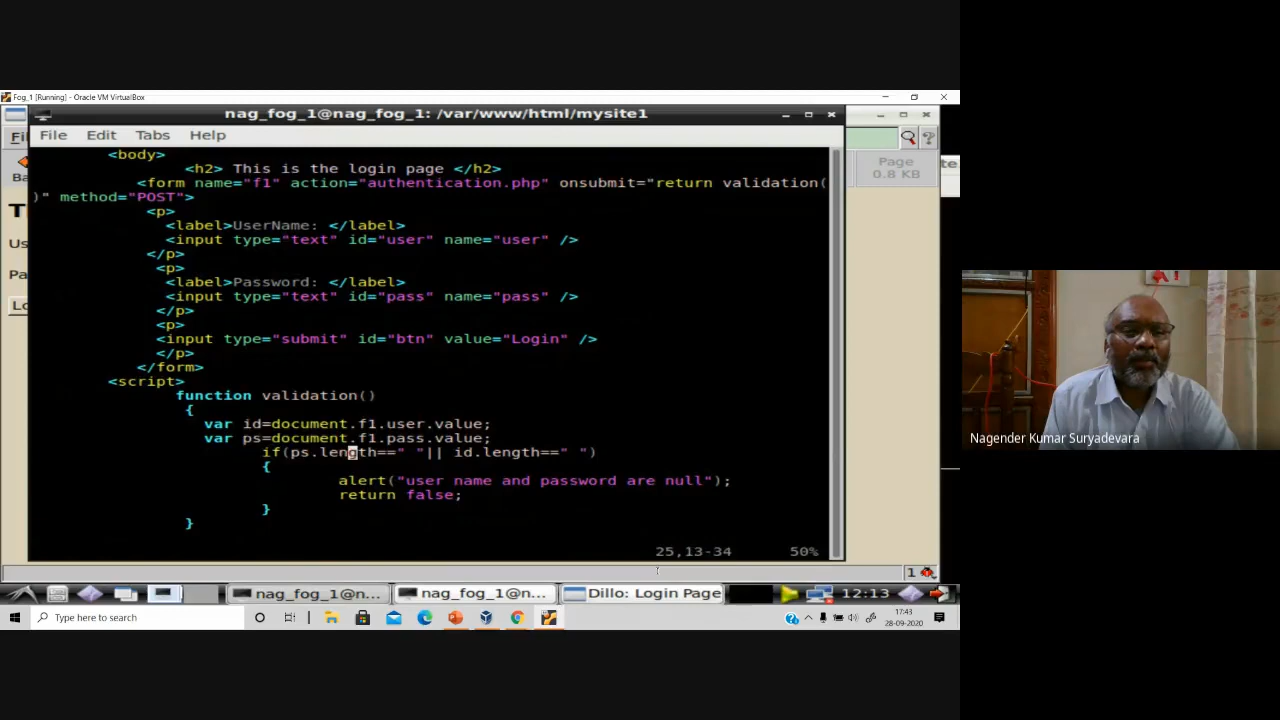 Fog_1 [Running] - Oracle VM VirtualBox
nag_fog_1@nag_fog_1: /var/www/html/mysite1
File Edit Tabs Help
Page
0.8 KB
<body>
<h2> This is the login page </h2>
<form name="f1" action="authentication.php" onsubmit="return validation(
)" method="POST">
<p>
<label>UserName: </label>
<input type="text" id="user" name="user" />
</p>
<p>
<label>Password: </label>
<input type="text" id="pass" name="pass" />
</p>
<p>
<input type="submit" id="btn" value="Login" />
</p>
</form>
<script>
function validation()
{
var id=document.f1.user.value;
var ps=document.f1.pass.value;
if(ps.length==" "|| id.length==" ")
{
alert("user name and password are null");
return false;
}
}
25,13-34 50%
Nagender Kumar Suryadevara
1
nag_fog_1@n... nag_fog_1@n... Dillo: Login Page 12:13
Type here to search
17:43
28-09-2020